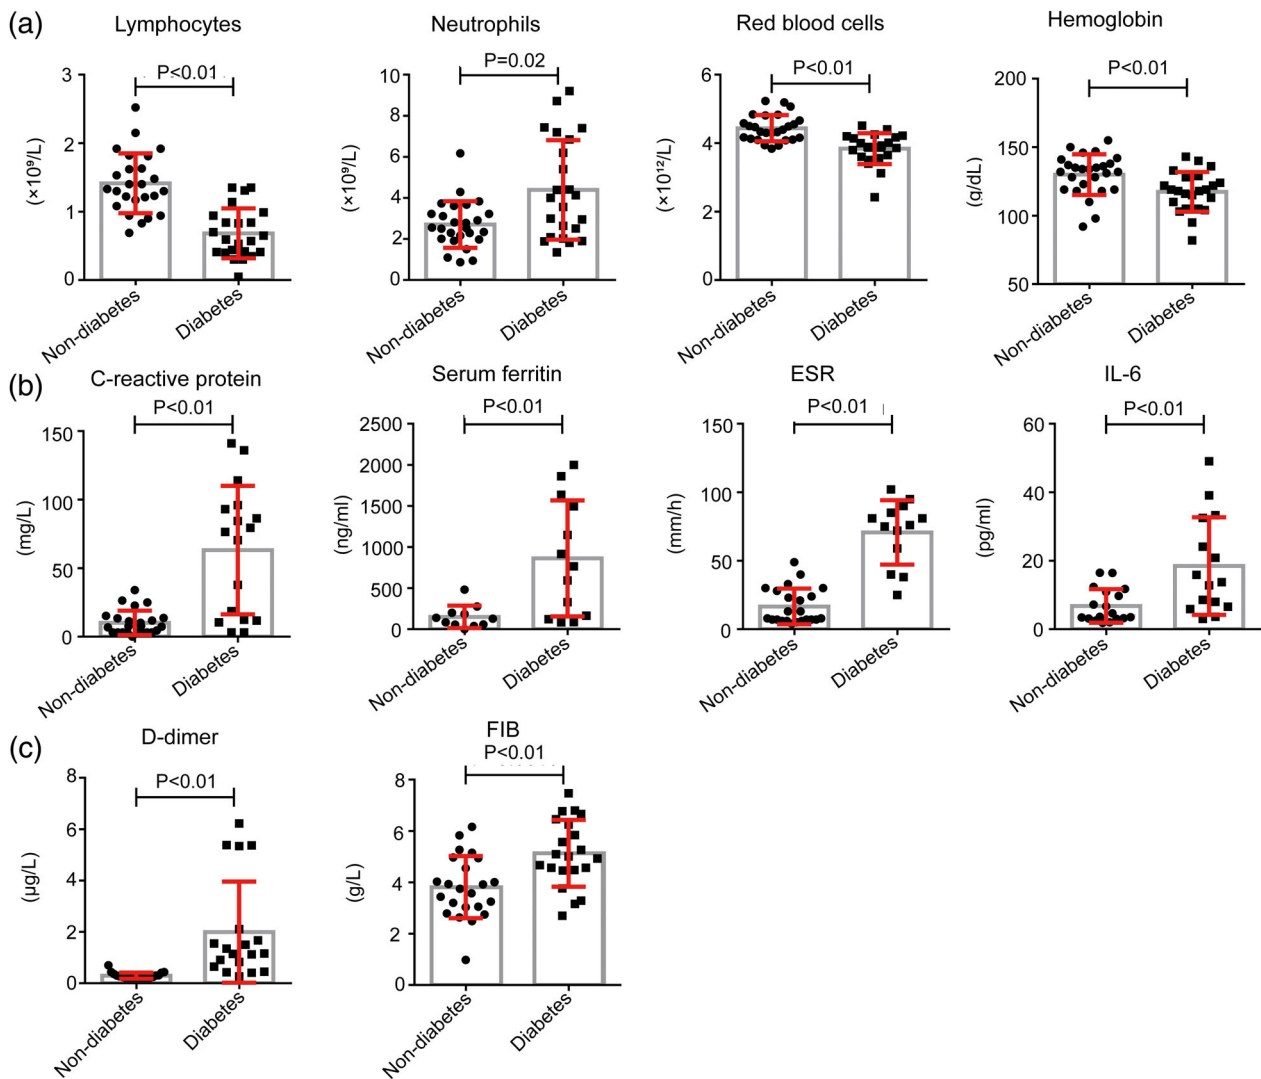 (a)
Lymphocytes
P<0.01
3
2
1
0
(×10⁹/L)
Non-diabetes
Diabetes
Neutrophils
P=0.02
10
8
6
4
2
0
(×10⁹/L)
Non-diabetes
Diabetes
Red blood cells
P<0.01
6
4
2
0
(×10¹²/L)
Non-diabetes
Diabetes
Hemoglobin
P<0.01
200
150
100
50
(g/dL)
Non-diabetes
Diabetes
(b)
C-reactive protein
P<0.01
150
100
50
0
(mg/L)
Non-diabetes
Diabetes
Serum ferritin
P<0.01
2500
2000
1500
1000
500
0
(ng/ml)
Non-diabetes
Diabetes
ESR
P<0.01
150
100
50
0
(mm/h)
Non-diabetes
Diabetes
IL-6
P<0.01
60
40
20
0
(pg/ml)
Non-diabetes
Diabetes
(c)
D-dimer
P<0.01
8
6
4
2
0
(µg/L)
Non-diabetes
Diabetes
FIB
P<0.01
8
6
4
2
0
(g/L)
Non-diabetes
Diabetes